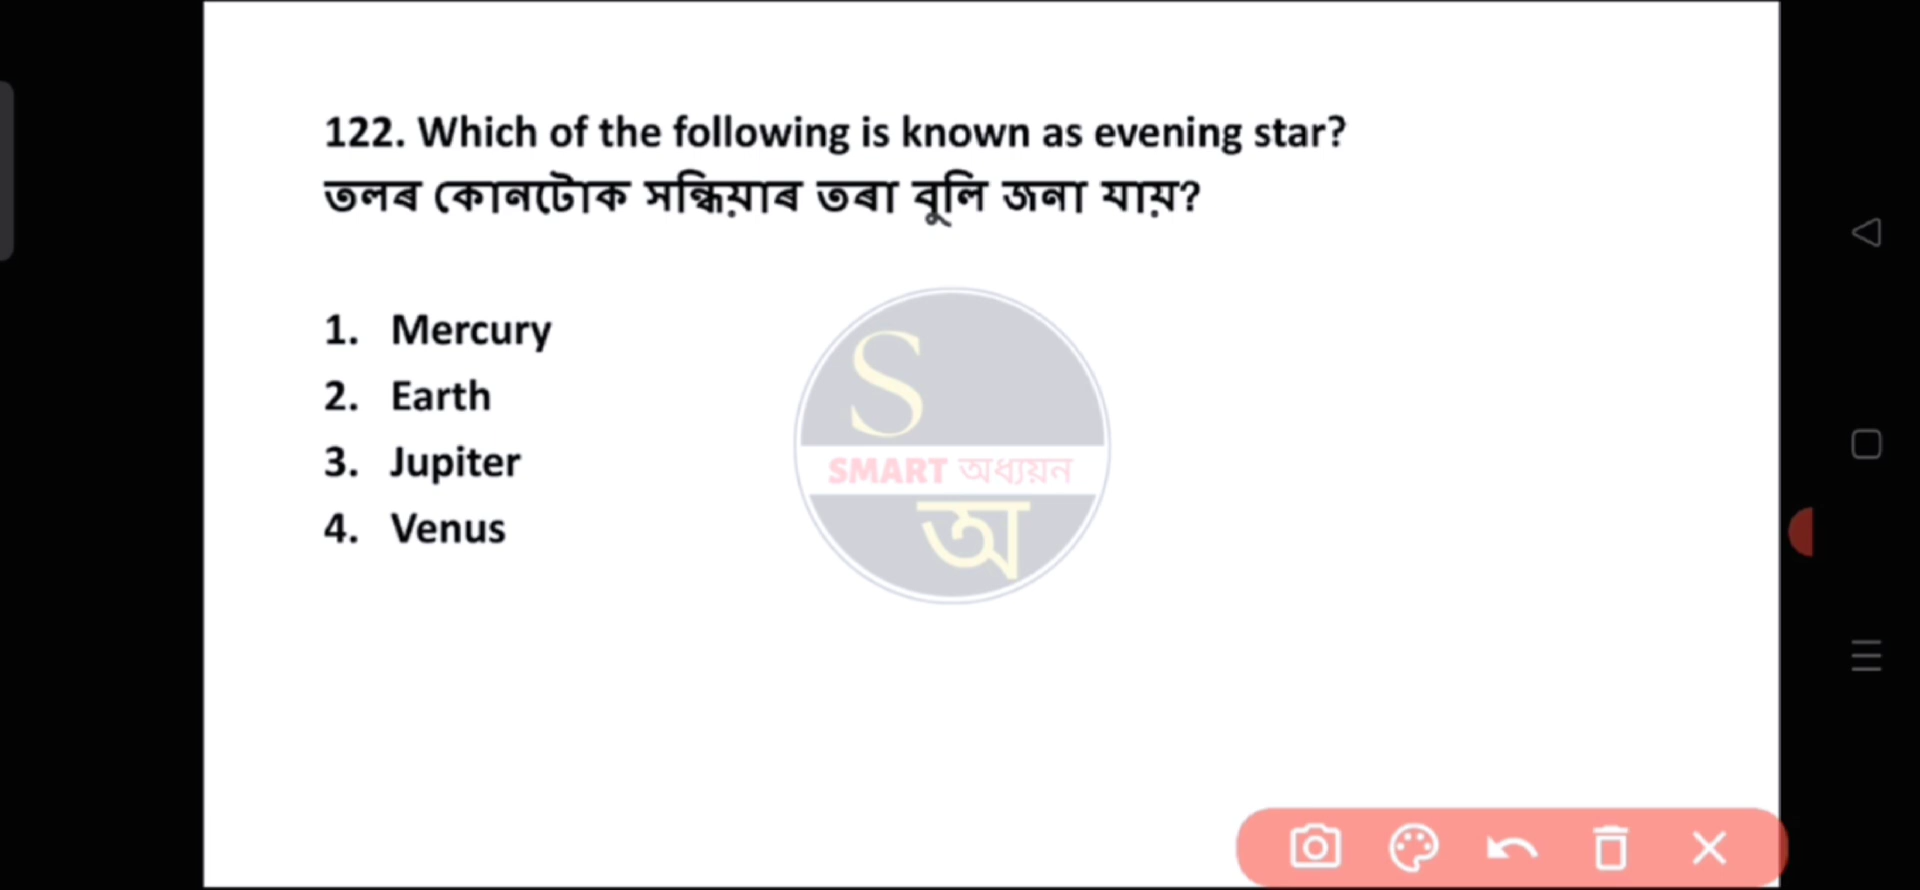 122. Which of the following is known as evening star?
তলৰ কোনটোক সন্ধিয়াৰ তৰা বুলি জনা যায়?
1. Mercury
2. Earth
3. Jupiter
4. Venus
S
SMART অধ্যয়ন
অ